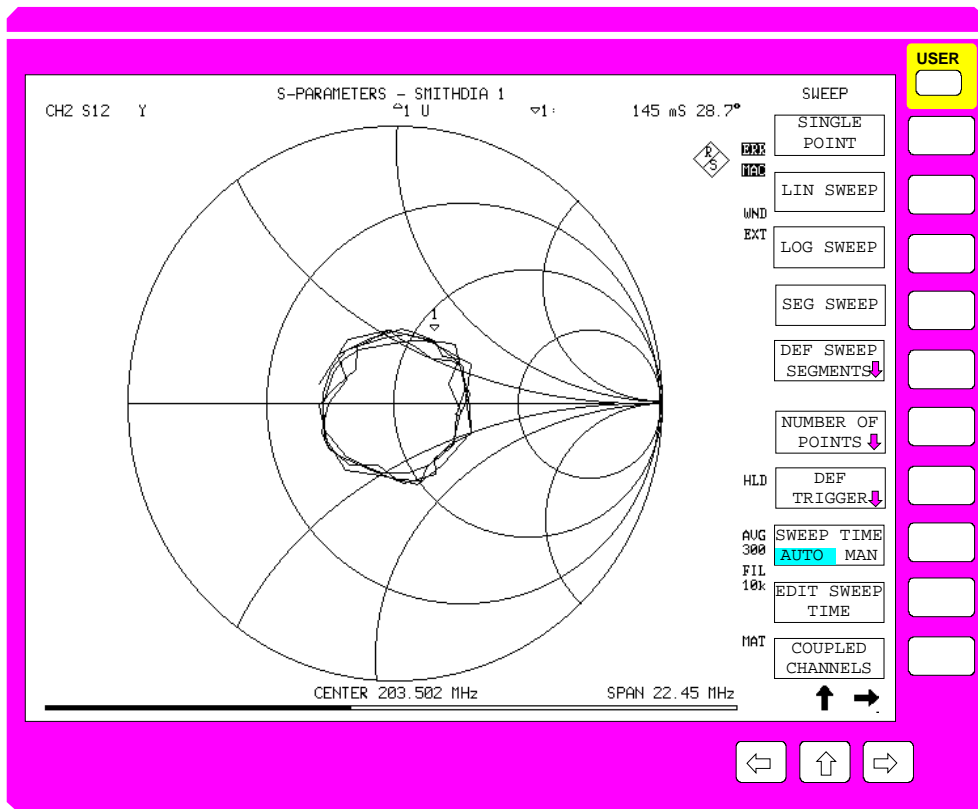 USER
S-PARAMETERS - SMITHDIA 1
CH2 S12 Y 1 U 1: 145 mS 28.7°
SWEEP
R
S
ERR
MAC
WND
EXT
1
SINGLE
POINT
LIN SWEEP
LOG SWEEP
SEG SWEEP
DEF SWEEP
SEGMENTS
NUMBER OF
POINTS
HLD
DEF
TRIGGER
AVG
300
FIL
10k
SWEEP TIME
AUTO MAN
EDIT SWEEP
TIME
MAT
COUPLED
CHANNELS
CENTER 203.502 MHz SPAN 22.45 MHz